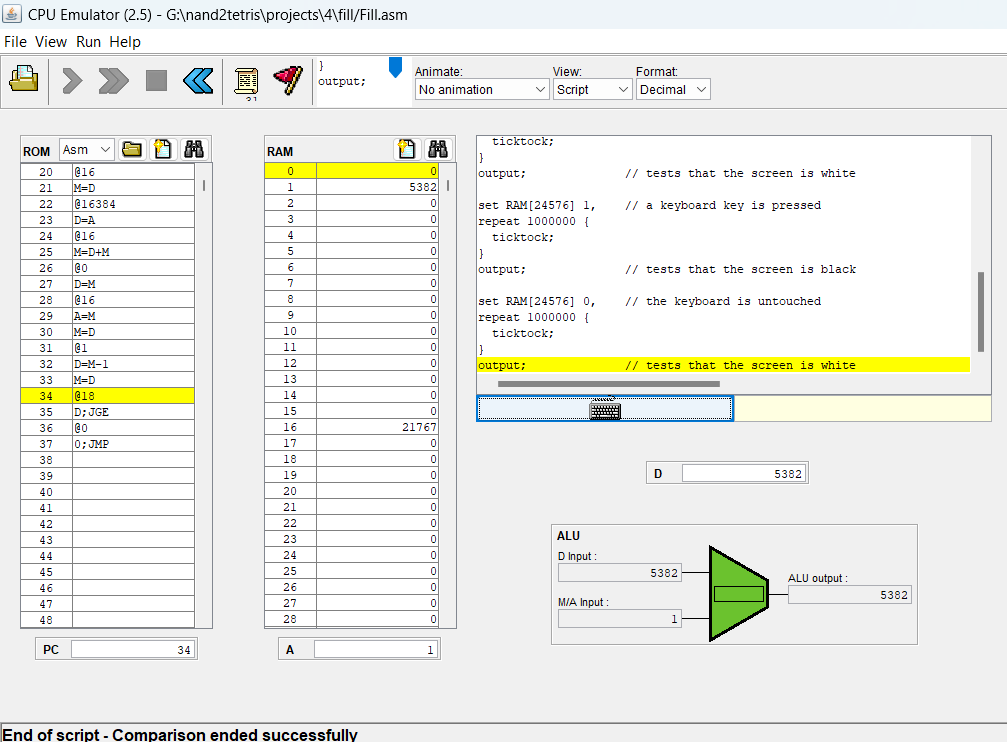 CPU Emulator (2.5) - G:\nand2tetris\projects\4\fill/Fill.asm
File View Run Help
}
output;
Animate:
No animation
View:
Script
Format:
Decimal
ROM
Asm
20 @16
21 M=D
22 @16384
23 D=A
24 @16
25 M=D+M
26 @0
27 D=M
28 @16
29 A=M
30 M=D
31 @1
32 D=M-1
33 M=D
34 @18
35 D;JGE
36 @0
37 0;JMP
38
39
40
41
42
43
44
45
46
47
48
PC 34
RAM
0 0
1 5382
2 0
3 0
4 0
5 0
6 0
7 0
8 0
9 0
10 0
11 0
12 0
13 0
14 0
15 0
16 21767
17 0
18 0
19 0
20 0
21 0
22 0
23 0
24 0
25 0
26 0
27 0
28 0
A 1
ticktock;
}
output; // tests that the screen is white
set RAM[24576] 1, // a keyboard key is pressed
repeat 1000000 {
ticktock;
}
output; // tests that the screen is black
set RAM[24576] 0, // the keyboard is untouched
repeat 1000000 {
ticktock;
}
output; // tests that the screen is white
D 5382
ALU
D Input :
5382
M/A Input :
1
ALU output :
5382
End of script - Comparison ended successfully